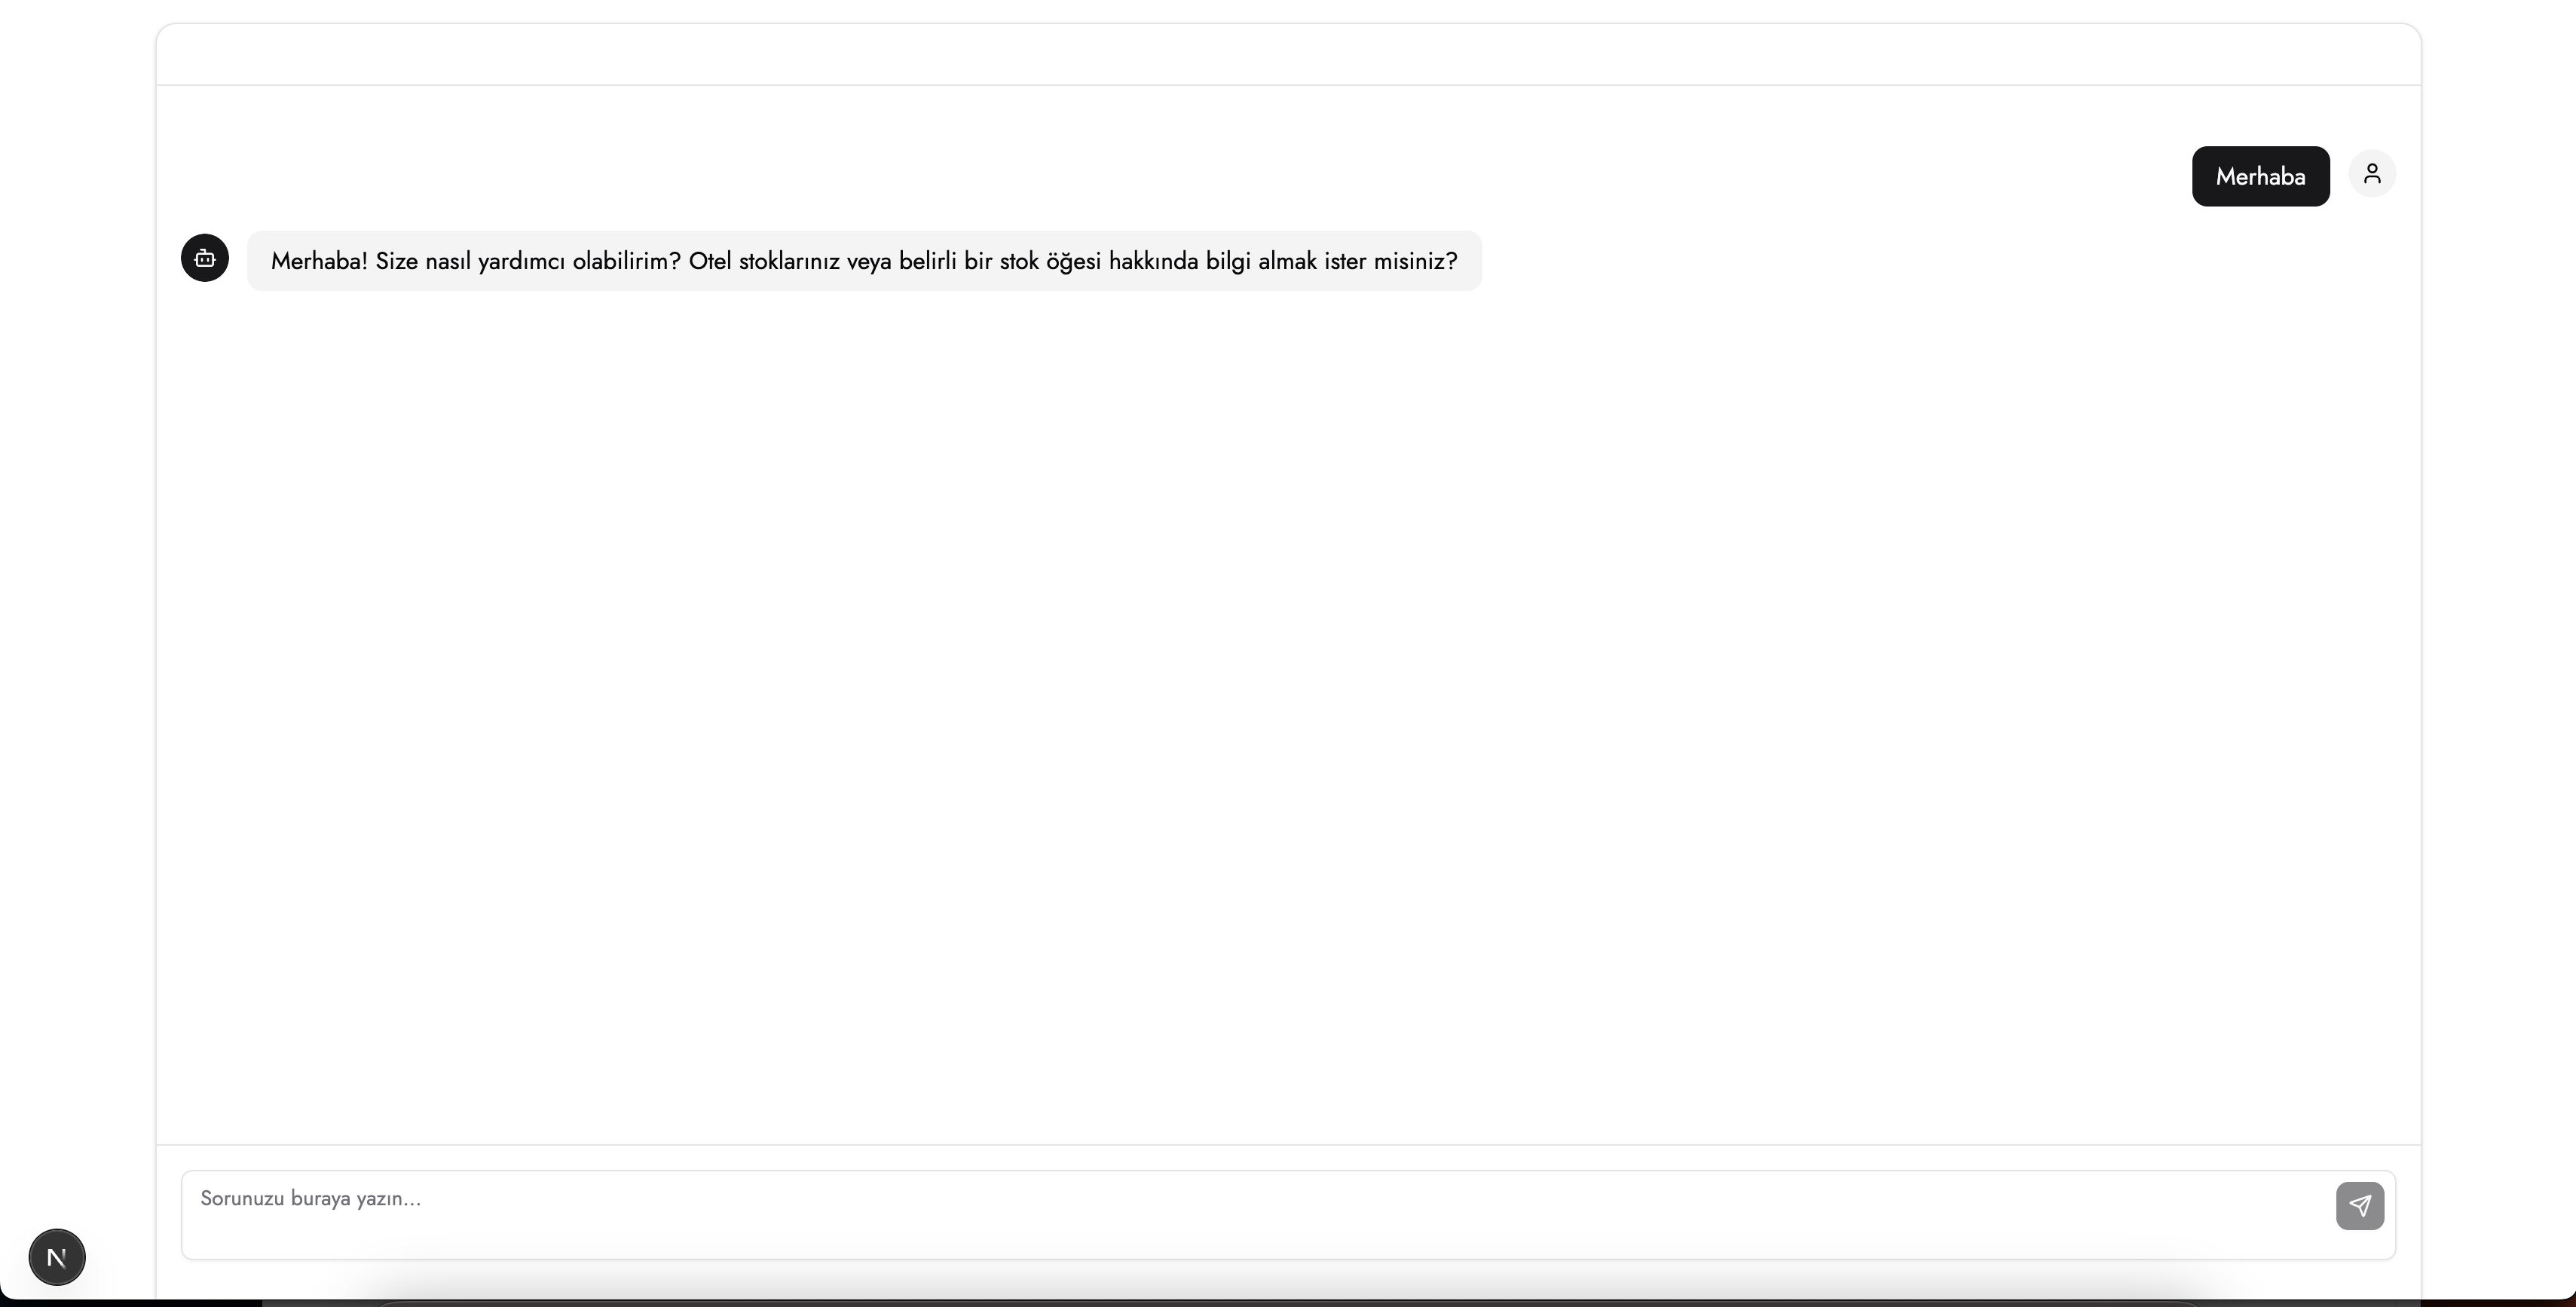 Merhaba
Merhaba! Size nasıl yardımcı olabilirim? Otel stoklarınız veya belirli bir stok öğesi hakkında bilgi almak ister misiniz?
Sorunuzu buraya yazın...
N